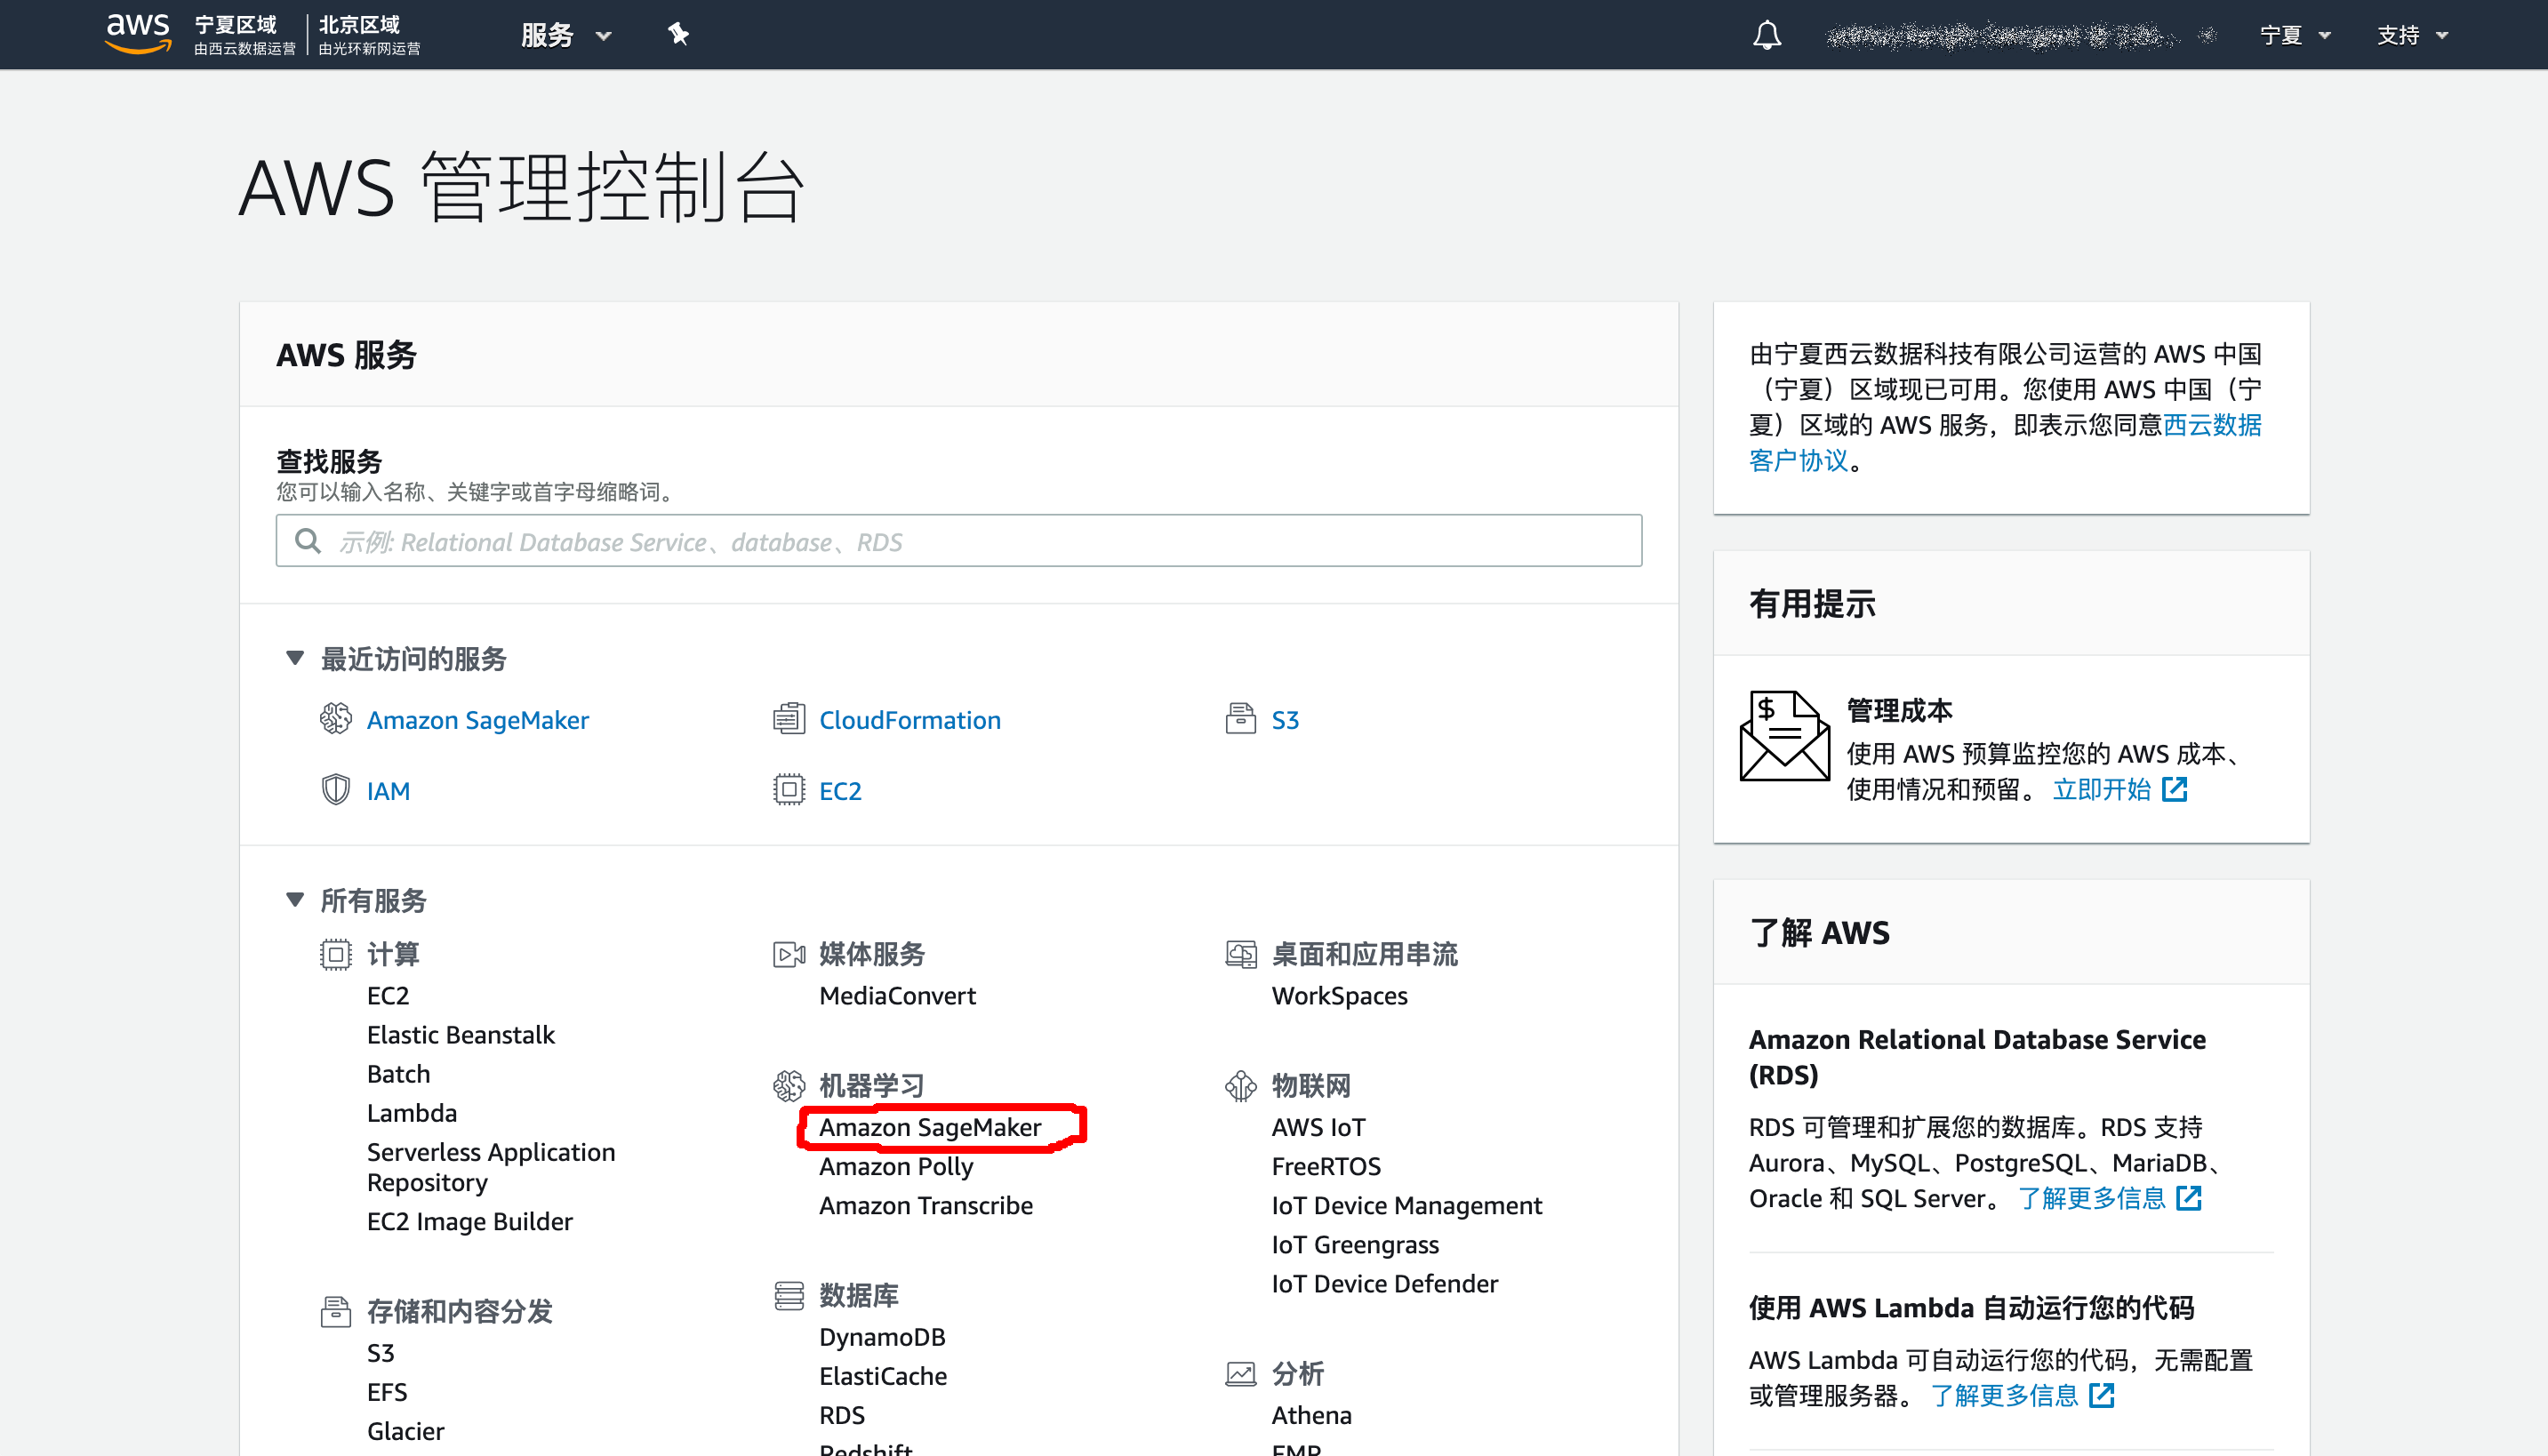 aws
宁夏区域
由西云数据运营
北京区域
由光环新网运营
服务
宁夏
支持
AWS 管理控制台
AWS 服务
查找服务
您可以输入名称、关键字或首字母缩略词。
示例: Relational Database Service、database、RDS
最近访问的服务
Amazon SageMaker
CloudFormation
S3
IAM
EC2
所有服务
计算
EC2
Elastic Beanstalk
Batch
Lambda
Serverless Application
Repository
EC2 Image Builder
存储和内容分发
S3
EFS
Glacier
媒体服务
MediaConvert
机器学习
Amazon SageMaker
Amazon Polly
Amazon Transcribe
数据库
DynamoDB
ElastiCache
RDS
Redshift
桌面和应用串流
WorkSpaces
物联网
AWS IoT
FreeRTOS
IoT Device Management
IoT Greengrass
IoT Device Defender
分析
Athena
EMR
由宁夏西云数据科技有限公司运营的 AWS 中国
（宁夏）区域现已可用。您使用 AWS 中国（宁
夏）区域的 AWS 服务，即表示您同意西云数据
客户协议。
有用提示
$
管理成本
使用 AWS 预算监控您的 AWS 成本、
使用情况和预留。 立即开始
了解 AWS
Amazon Relational Database Service
(RDS)
RDS 可管理和扩展您的数据库。RDS 支持
Aurora、MySQL、PostgreSQL、MariaDB、
Oracle 和 SQL Server。 了解更多信息
使用 AWS Lambda 自动运行您的代码
AWS Lambda 可自动运行您的代码，无需配置
或管理服务器。 了解更多信息